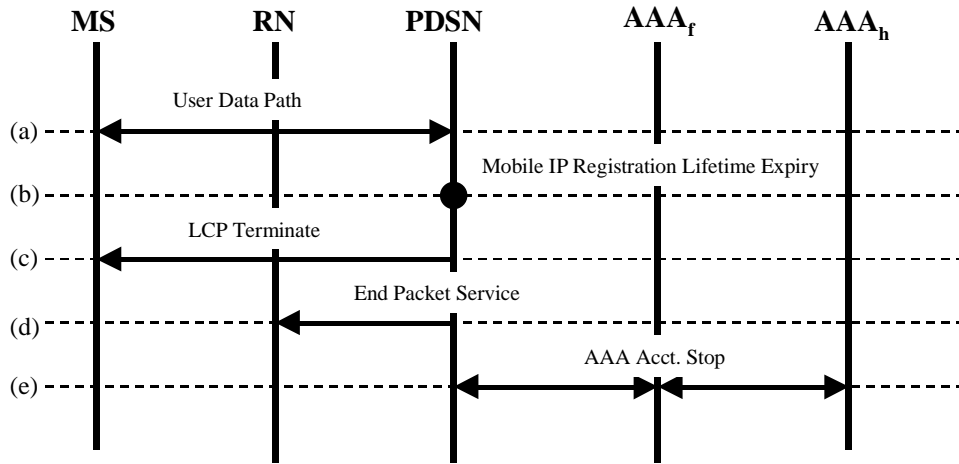 MS RN PDSN AAAf AAAh
User Data Path
(a)
Mobile IP Registration Lifetime Expiry
(b)
LCP Terminate
(c)
End Packet Service
(d)
AAA Acct. Stop
(e)